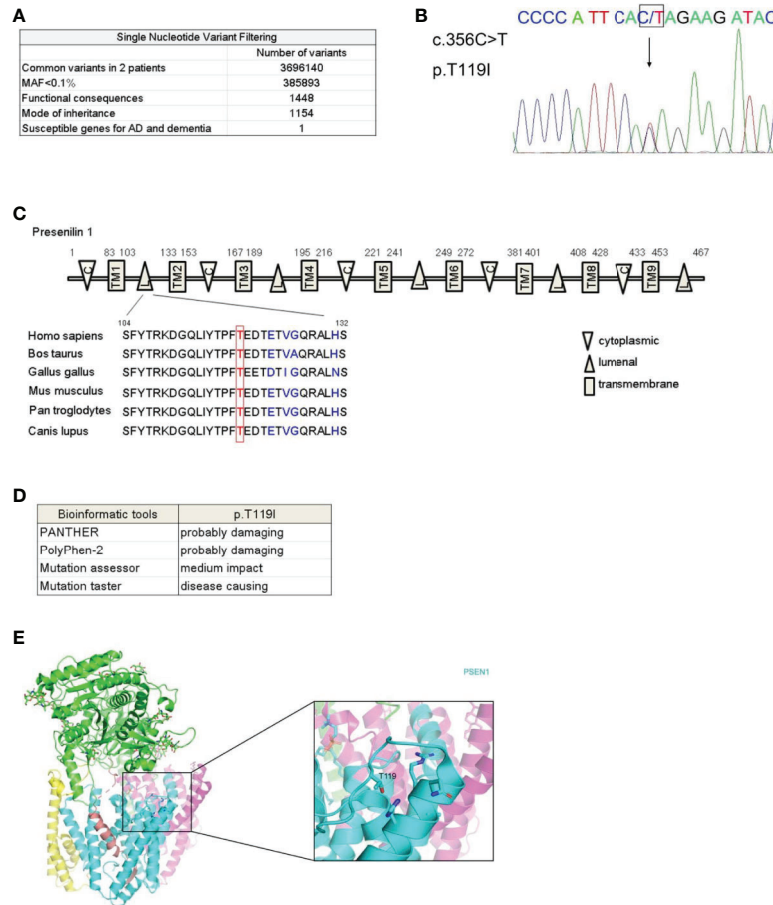 A
Single Nucleotide Variant Filtering
Number of variants
Common variants in 2 patients 3696140
MAF<0.1% 385893
Functional consequences 1448
Mode of inheritance 1154
Susceptible genes for AD and dementia 1
B
CCCC A TT CAC/TAGAAG ATAC
c.356C>T
p.T119I
C
Presenilin 1
1 83 103 133 153 167 189 195 216 221 241 249 272 381 401 408 428 433 453 467
C TM1 L TM2 C TM3 L TM4 C TM5 L TM6 C TM7 L TM8 C TM9 L
104 132
Homo sapiens SFYTRKDGQLIYTPFTEDTETVGQRALHS
Bos taurus SFYTRKDGQLIYTPFTEDTETVAQRALHS
Gallus gallus SFYTRKDGQLIYTPFTEETDTIGQRALNS
Mus musculus SFYTRKDGQLIYTPFTEDTETVGQRALHS
Pan troglodytes SFYTRKDGQLIYTPFTEDTETVGQRALHS
Canis lupus SFYTRKDGQLIYTPFTEDTETVGQRALHS
cytoplasmic
lumenal
transmembrane
D
Bioinformatic tools p.T119I
PANTHER probably damaging
PolyPhen-2 probably damaging
Mutation assessor medium impact
Mutation taster disease causing
E
PSEN1
T119